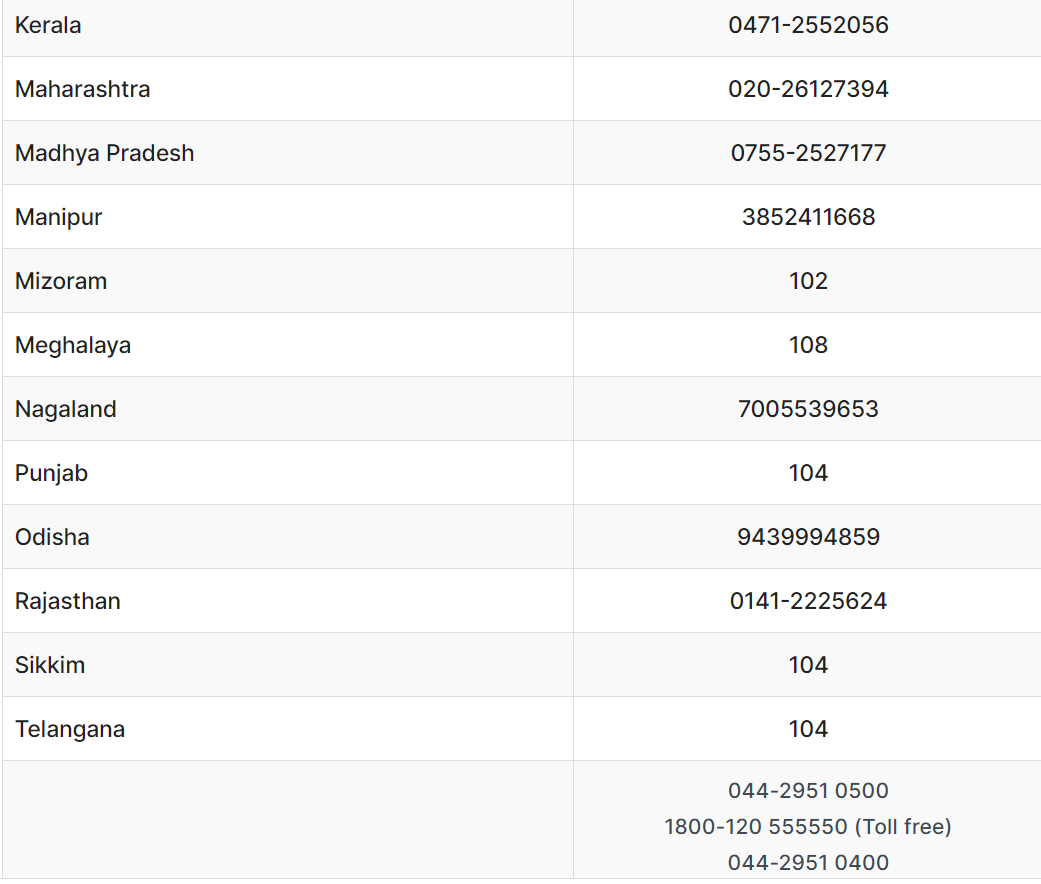 Kerala 0471-2552056
Maharashtra 020-26127394
Madhya Pradesh 0755-2527177
Manipur 3852411668
Mizoram 102
Meghalaya 108
Nagaland 7005539653
Punjab 104
Odisha 9439994859
Rajasthan 0141-2225624
Sikkim 104
Telangana 104
044-2951 0500
1800-120 555550 (Toll free)
044-2951 0400